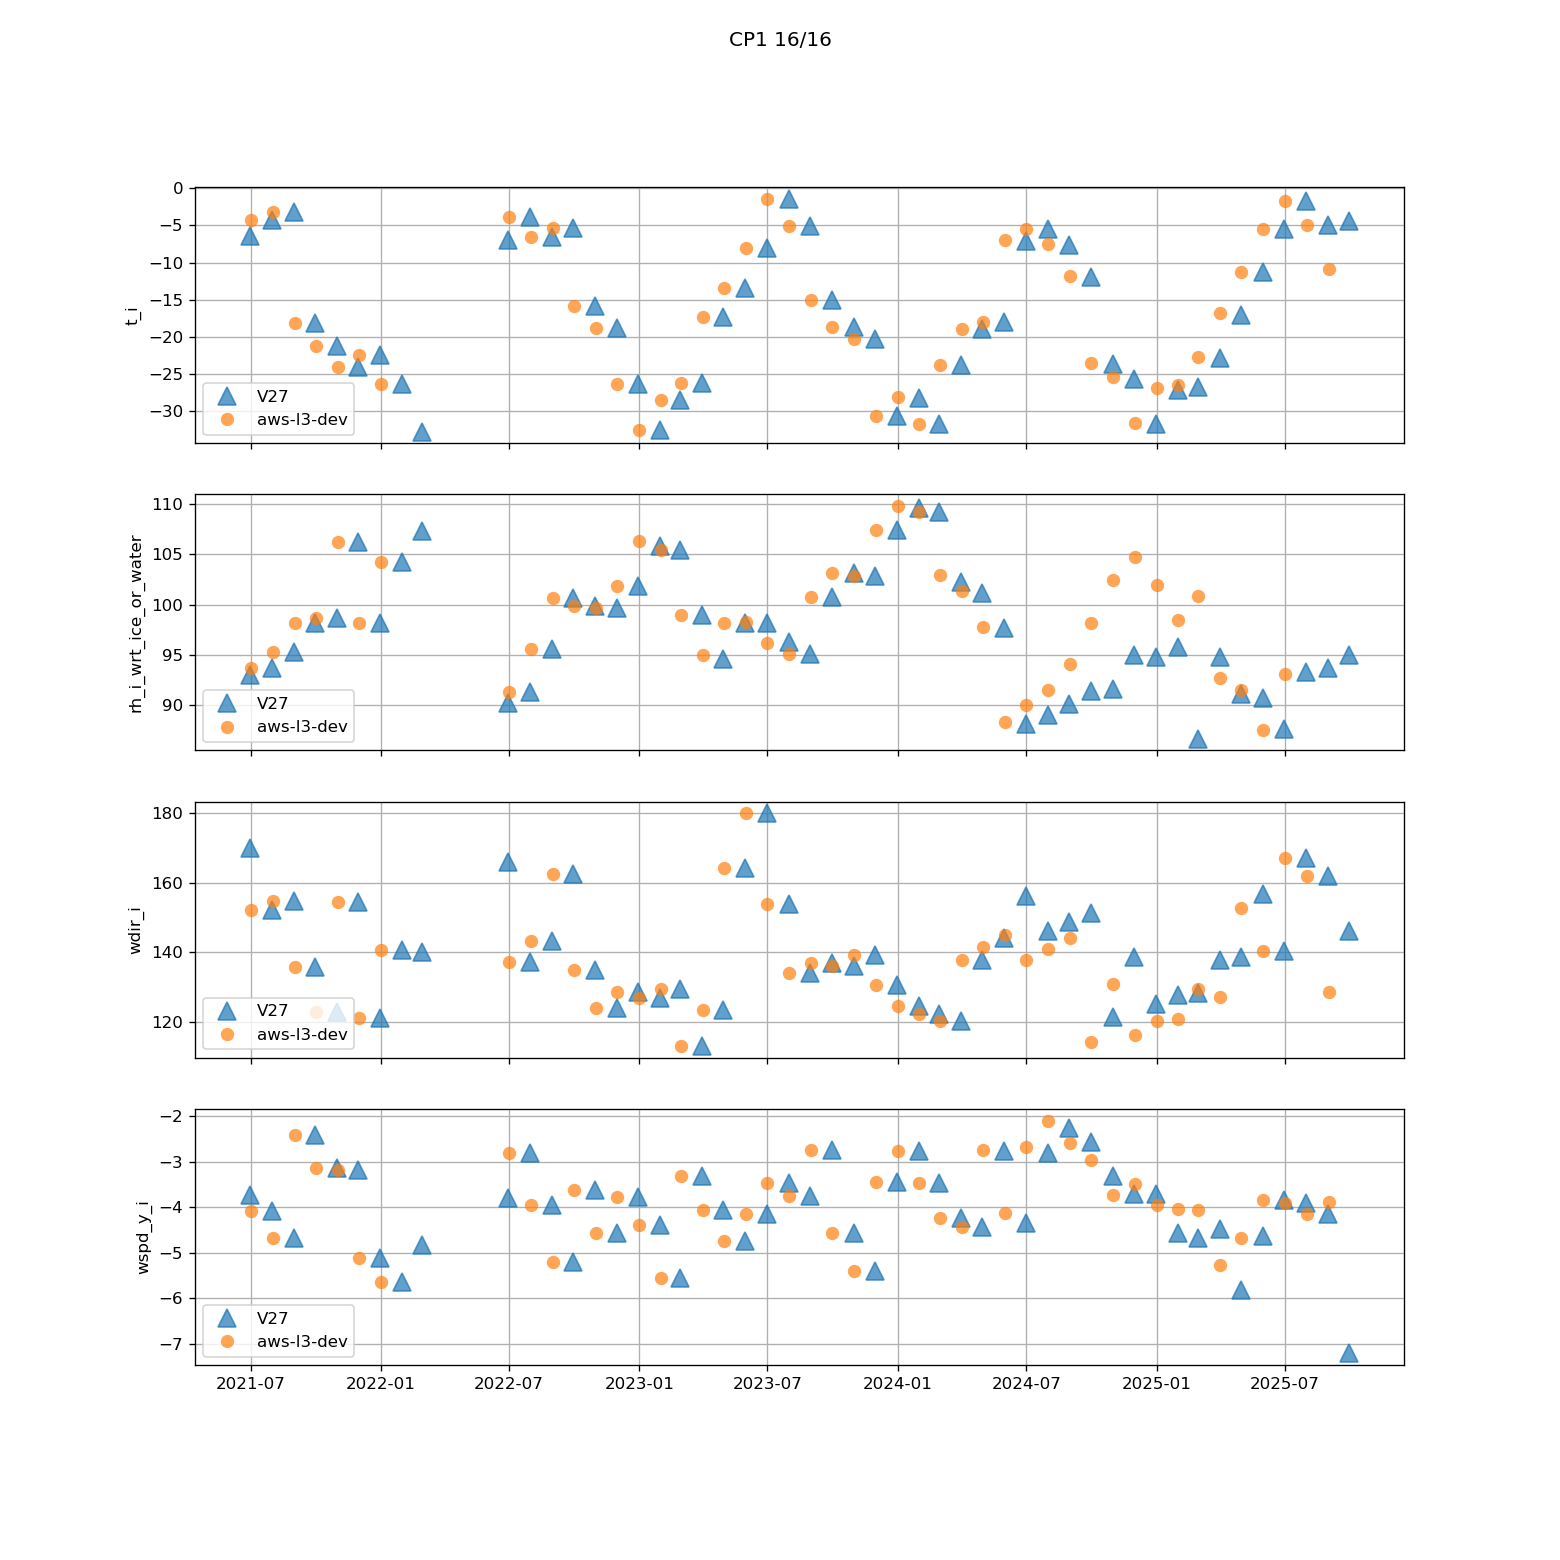 CP1 16/16
0
−5
−10
−15
−20
−25
−30
t_i
V27
aws-l3-dev
110
105
100
95
90
rh_i_wrt_ice_or_water
V27
aws-l3-dev
180
160
140
120
wdir_i
V27
aws-l3-dev
−2
−3
−4
−5
−6
−7
wspd_y_i
V27
aws-l3-dev
2021-07 2022-01 2022-07 2023-01 2023-07 2024-01 2024-07 2025-01 2025-07